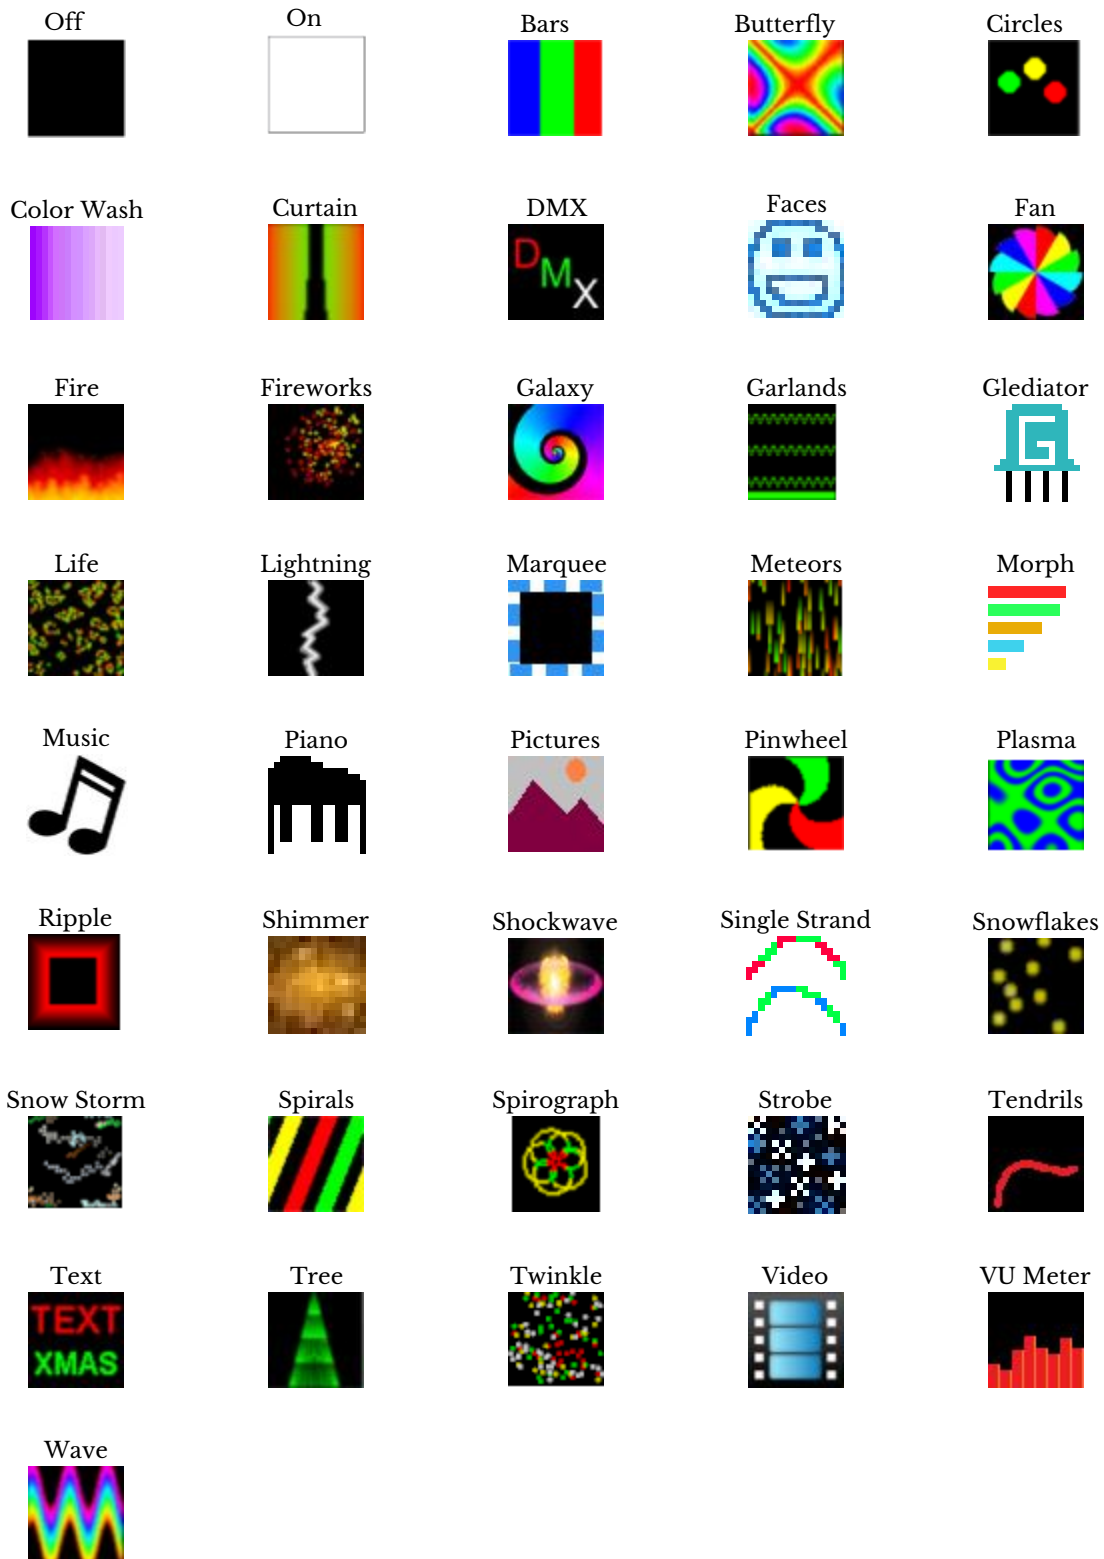 Off On Bars Butterfly Circles
Color Wash Curtain DMX Faces Fan
D
M
X
Fire Fireworks Galaxy Garlands Glediator
G
Life Lightning Marquee Meteors Morph
Music Piano Pictures Pinwheel Plasma
Ripple Shimmer Shockwave Single Strand Snowflakes
Snow Storm Spirals Spirograph Strobe Tendrils
Text Tree Twinkle Video VU Meter
TEXT
XMAS
Wave